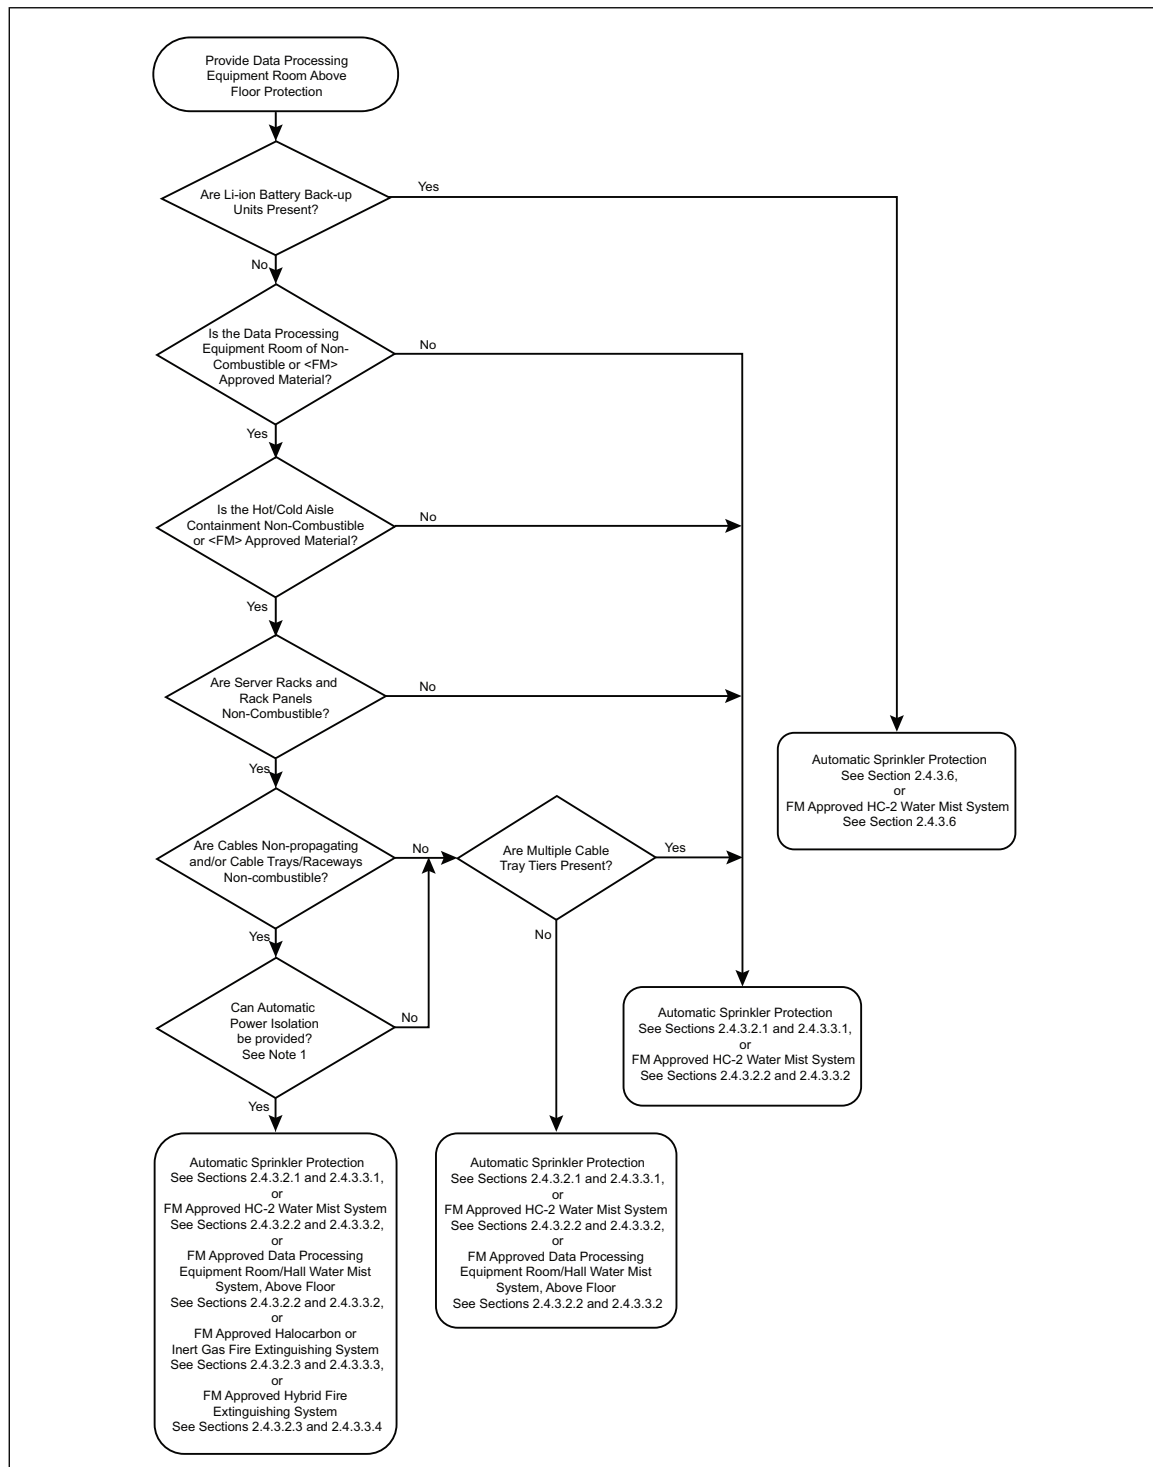 Provide Data Processing
Equipment Room Above
Floor Protection
Are Li-ion Battery Back-up
Units Present?
Yes
No
Is the Data Processing
Equipment Room of Non-
Combustible or <FM>
Approved Material?
No
Yes
Is the Hot/Cold Aisle
Containment Non-Combustible
or <FM> Approved Material?
No
Yes
Are Server Racks and
Rack Panels
Non-Combustible?
No
Yes
Automatic Sprinkler Protection
See Section 2.4.3.6,
or
FM Approved HC-2 Water Mist System
See Section 2.4.3.6
Are Cables Non-propagating
and/or Cable Trays/Raceways
Non-combustible?
No
Are Multiple Cable
Tray Tiers Present?
Yes
No
Yes
Can Automatic
Power Isolation
be provided?
See Note 1
No
Yes
Automatic Sprinkler Protection
See Sections 2.4.3.2.1 and 2.4.3.3.1,
or
FM Approved HC-2 Water Mist System
See Sections 2.4.3.2.2 and 2.4.3.3.2
Automatic Sprinkler Protection
See Sections 2.4.3.2.1 and 2.4.3.3.1,
or
FM Approved HC-2 Water Mist System
See Sections 2.4.3.2.2 and 2.4.3.3.2,
or
FM Approved Data Processing
Equipment Room/Hall Water Mist
System, Above Floor
See Sections 2.4.3.2.2 and 2.4.3.3.2,
or
FM Approved Halocarbon or
Inert Gas Fire Extinguishing System
See Sections 2.4.3.2.3 and 2.4.3.3.3,
or
FM Approved Hybrid Fire
Extinguishing System
See Sections 2.4.3.2.3 and 2.4.3.3.4
Automatic Sprinkler Protection
See Sections 2.4.3.2.1 and 2.4.3.3.1,
or
FM Approved HC-2 Water Mist System
See Sections 2.4.3.2.2 and 2.4.3.3.2,
or
FM Approved Data Processing
Equipment Room/Hall Water Mist
System, Above Floor
See Sections 2.4.3.2.2 and 2.4.3.3.2